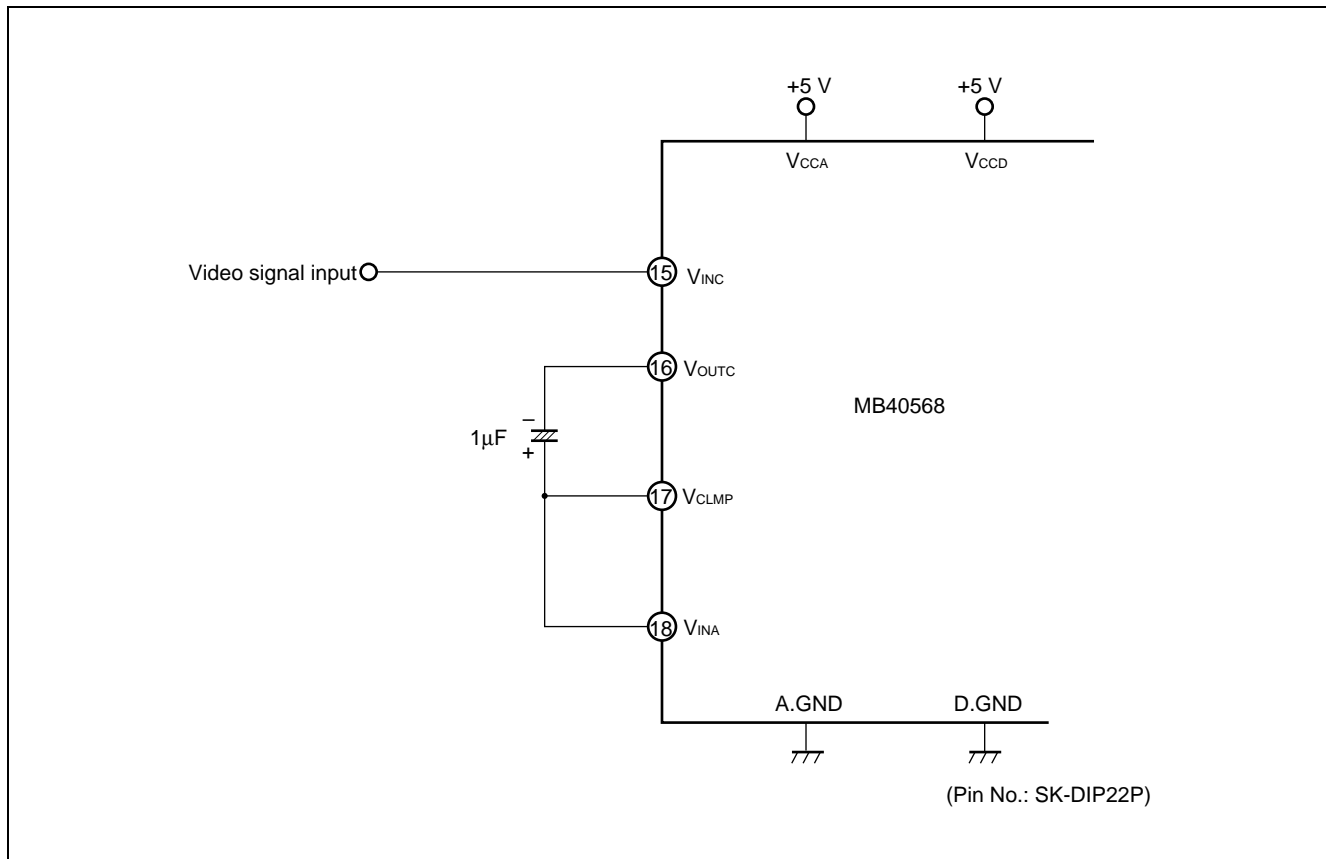 +5 V +5 V
VCCA VCCD
Video signal input 15 VINC
16 VOUTC
MB40568
–
1μF
+
17 VCLMP
18 VINA
A.GND D.GND
(Pin No.: SK-DIP22P)